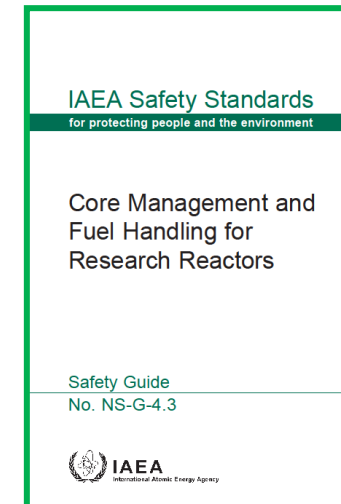 IAEA Safety Standards
for protecting people and the environment
Core Management and
Fuel Handling for
Research Reactors
Safety Guide
No. NS-G-4.3
IAEA
International Atomic Energy Agency